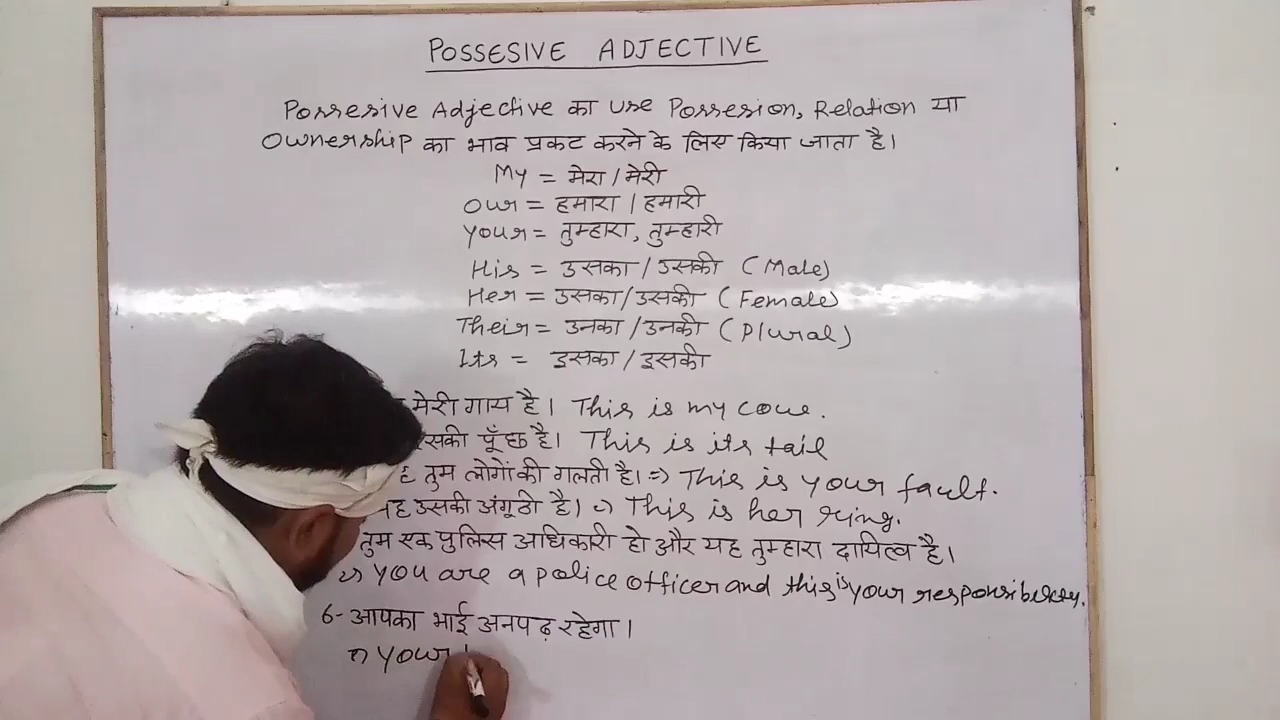 POSSESIVE ADJECTIVE
Possesive Adjective का use Possesion, Relation या
Ownership का भाव प्रकट करने के लिए किया जाता है।
My = मेरा / मेरी
Our = हमारा / हमारी
Your = तुम्हारा, तुम्हारी
His = उसका / उसकी (Male)
Her = उसका / उसकी (Female)
Their = उनका / उनकी (Plural)
Its = इसका / इसकी
मेरी गाय है। This is my cow.
पूँछ है। This is its tail
तुम लोगों की गलती है। => This is your fault.
उसकी अंगूठी है। => This is her ring.
तुम एक पुलिस अधिकारी हो और यह तुम्हारा दायित्व है।
=> You are a police officer and this is your
6- आपका भाई अनपढ़ रहेगा।
=> Your